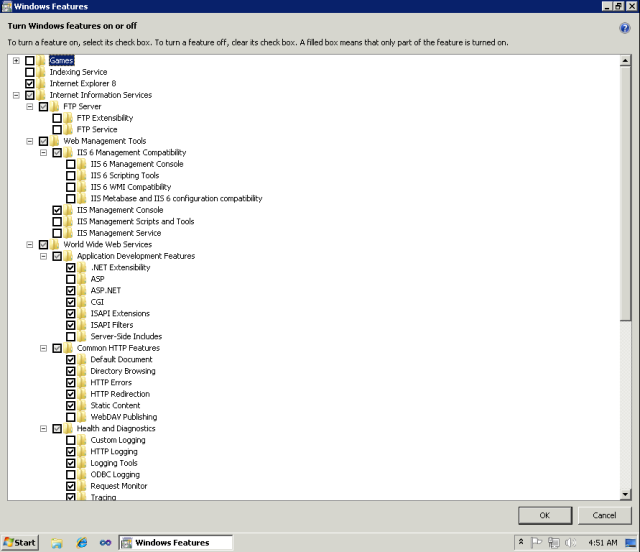 Windows Features
Turn Windows features on or off
To turn a feature on, select its check box. To turn a feature off, clear its check box. A filled box means that only part of the feature is turned on.
Games
Indexing Service
Internet Explorer 8
Internet Information Services
FTP Server
FTP Extensibility
FTP Service
Web Management Tools
IIS 6 Management Compatibility
IIS 6 Management Console
IIS 6 Scripting Tools
IIS 6 WMI Compatibility
IIS Metabase and IIS 6 configuration compatibility
IIS Management Console
IIS Management Scripts and Tools
IIS Management Service
World Wide Web Services
Application Development Features
.NET Extensibility
ASP
ASP.NET
CGI
ISAPI Extensions
ISAPI Filters
Server-Side Includes
Common HTTP Features
Default Document
Directory Browsing
HTTP Errors
HTTP Redirection
Static Content
WebDAV Publishing
Health and Diagnostics
Custom Logging
HTTP Logging
Logging Tools
ODBC Logging
Request Monitor
Tracing
OK
Cancel
Start
Windows Features
4:51 AM